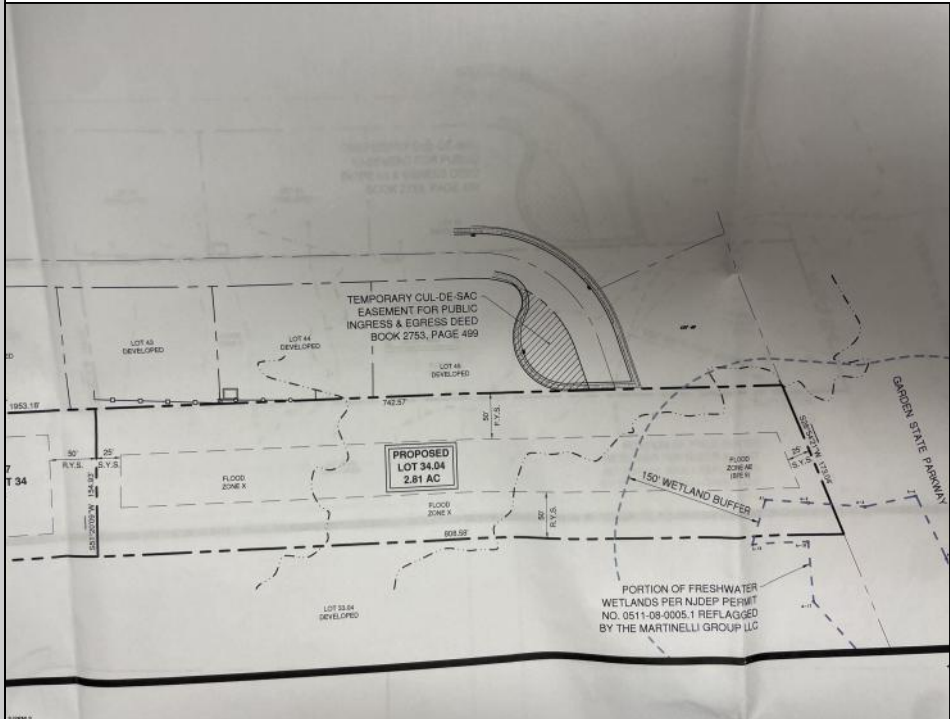 TEMPORARY CUL-DE-SAC
EASEMENT FOR PUBLIC
INGRESS & EGRESS DEED
BOOK 2753, PAGE 499
LOT 43
DEVELOPED
LOT 44
DEVELOPED
LOT 45
DEVELOPED
GARDEN STATE PARKWAY
1953.18'
742.57'
50'
F.Y.S.
50'
R.Y.S.
25'
S.Y.S.
T 34
PROPOSED
LOT 34.04
2.81 AC
FLOOD
ZONE X
FLOOD
ZONE X
FLOOD
ZONE AE
25'
S.Y.S.
150' WETLAND BUFFER
50'
R.Y.S.
808.58'
PORTION OF FRESHWATER
WETLANDS PER NJDEP PERMIT
NO. 0511-08-0005.1 REFLAGGED
BY THE MARTINELLI GROUP LLC
LOT 33.04
DEVELOPED